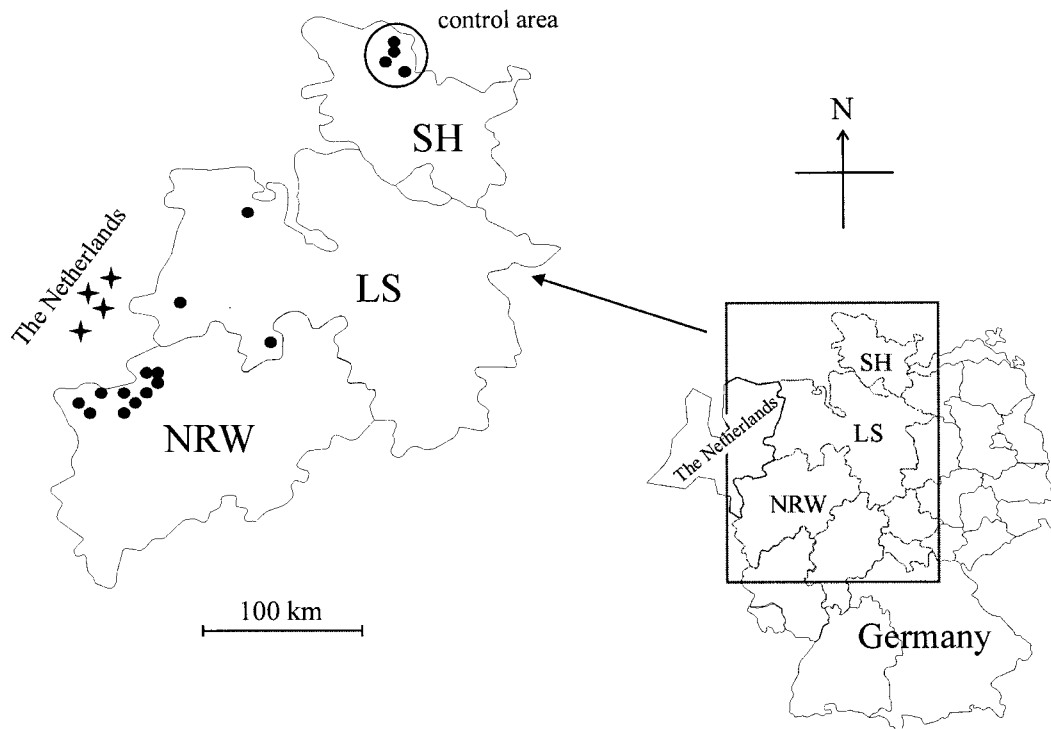 control area
SH
N
The Netherlands
LS
NRW
100 km
SH
The Netherlands
LS
NRW
Germany